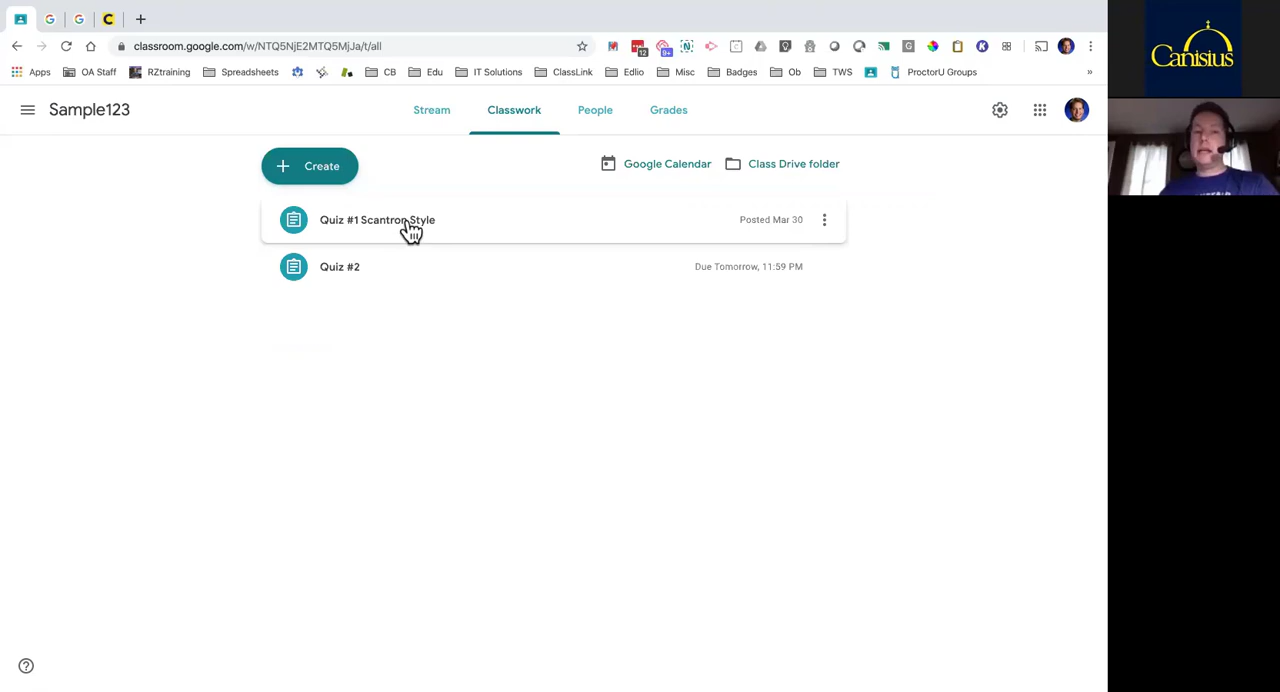 classroom.google.com/w/NTQ5NjE2MTQ5MjJa/t/all
12
9+
Apps OA Staff RZtraining Spreadsheets CB Edu IT Solutions ClassLink Edlio Misc Badges Ob TWS ProctorU Groups »
Canisius
Sample123 Stream Classwork People Grades
Create Google Calendar Class Drive folder
Quiz #1 Scantron Style Posted Mar 30
Quiz #2 Due Tomorrow, 11:59 PM